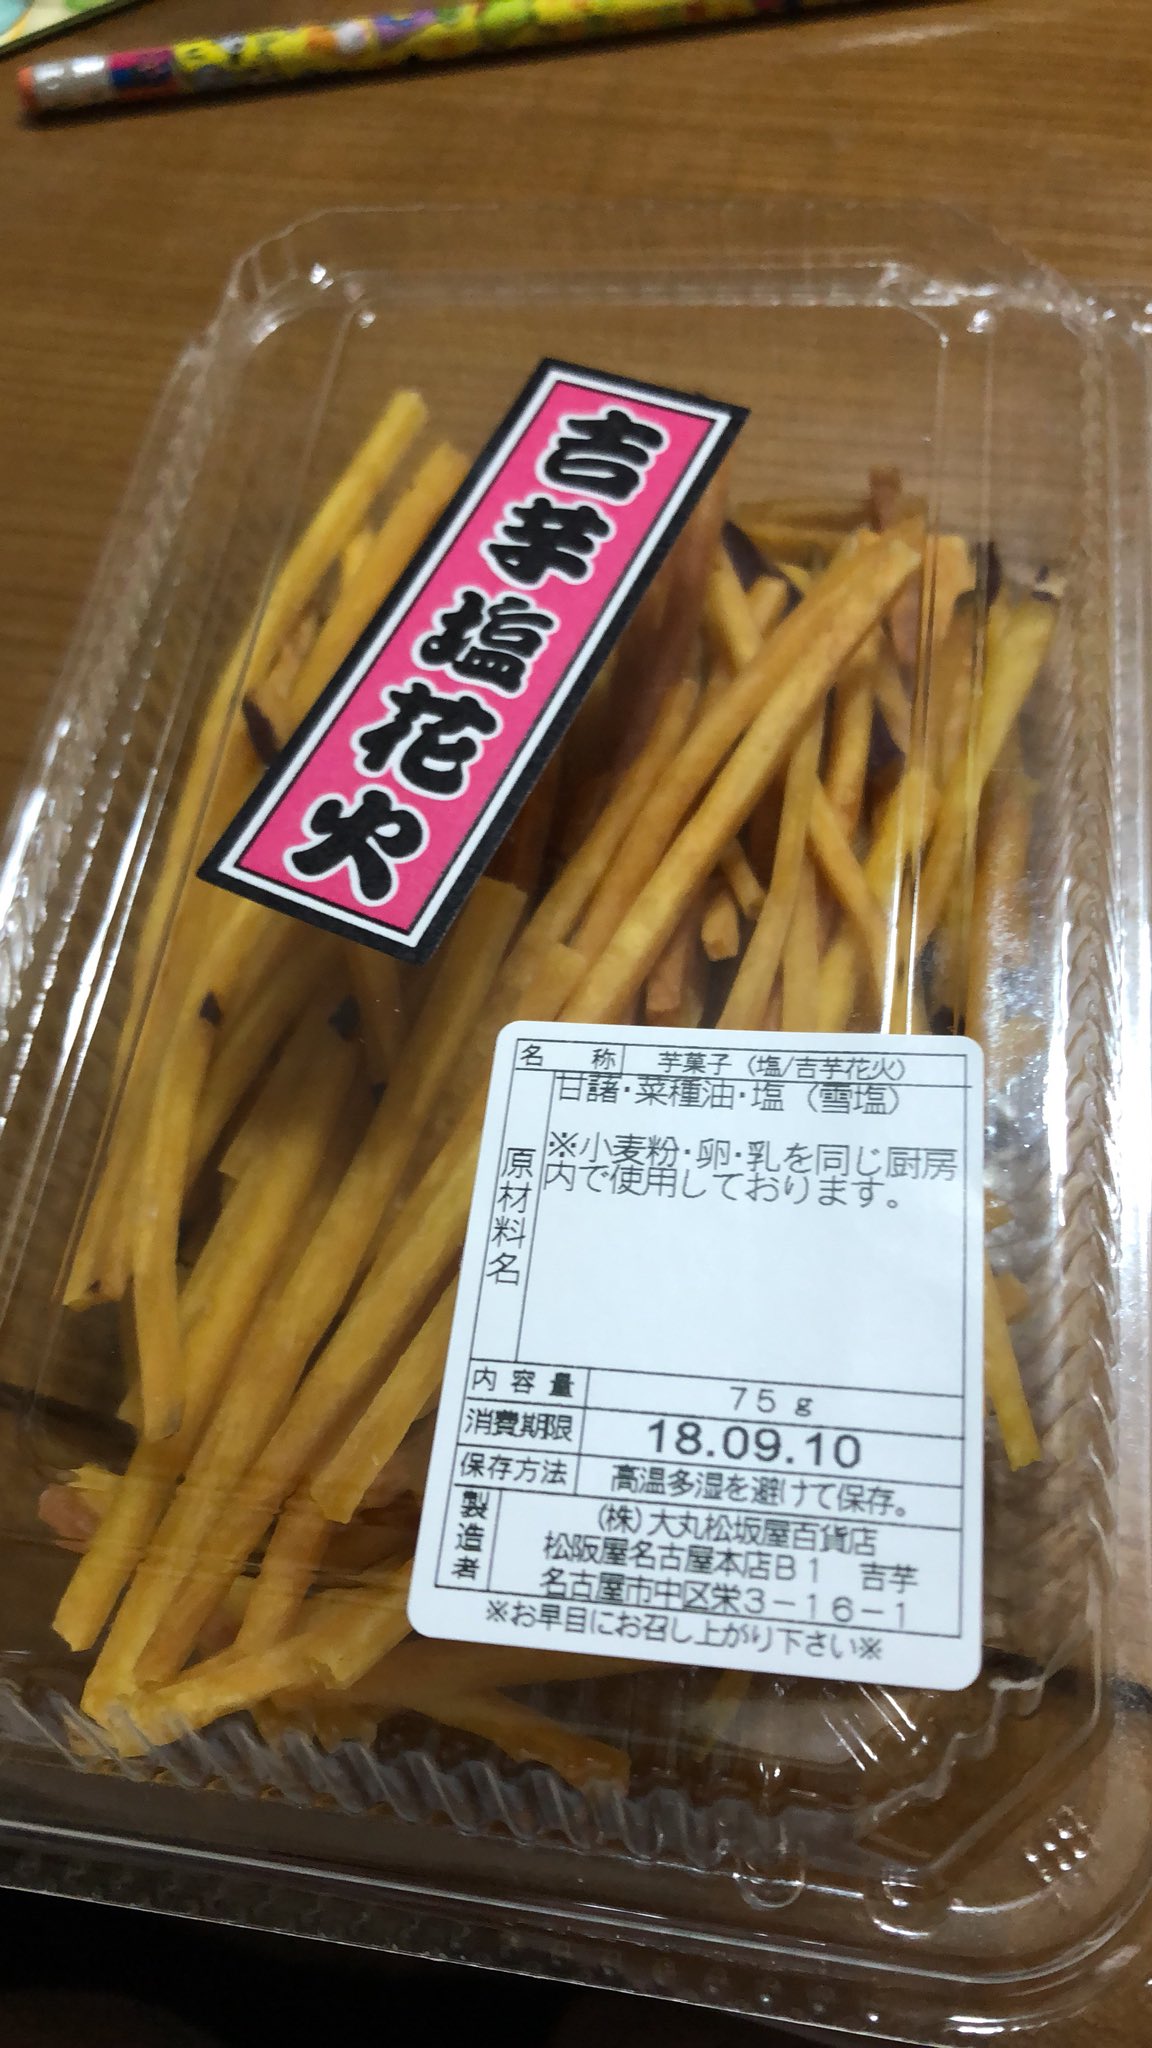 吉芋塩花火
名 称 芋菓子（塩/吉芋花火）
原材料名 甘藷・菜種油・塩（雪塩）
※小麦粉・卵・乳を同じ厨房
内で使用しております。
内容量 75g
消費期限 18.09.10
保存方法 高温多湿を避けて保存。
製造者 (株)大丸松坂屋百貨店
松阪屋名古屋本店B1 吉芋
名古屋市中区栄3-16-1
※お早目にお召し上がり下さい※